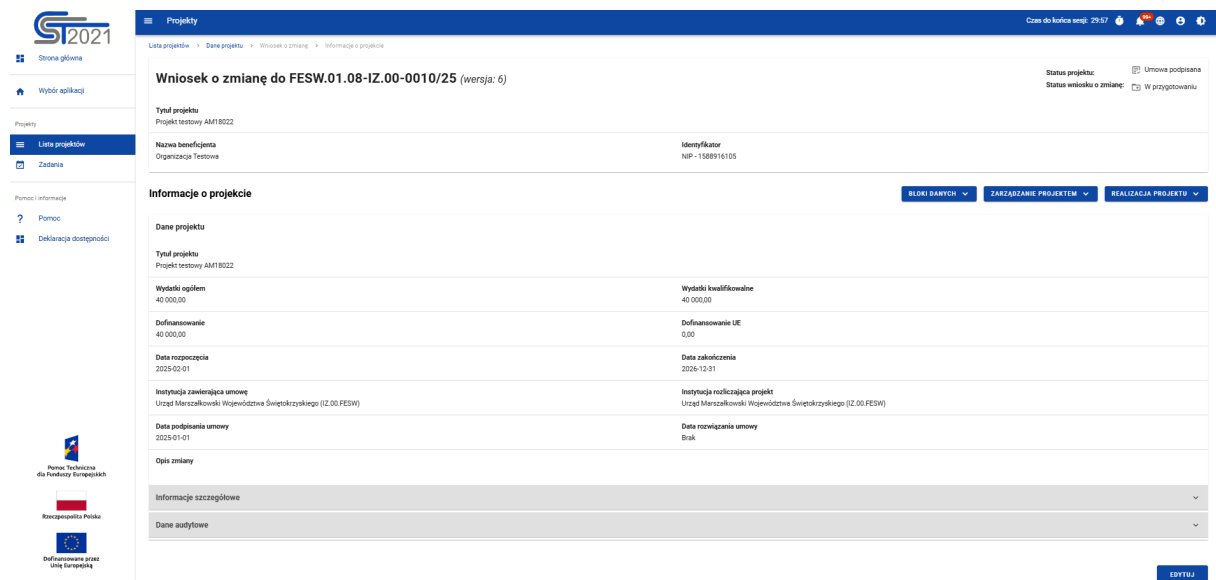 CST2021
Strona główna
Wybór aplikacji
Projekty
Lista projektów
Zadania
Pomoc i informacje
? Pomoc
Deklaracja dostępności
Pomoc Techniczna
dla Funduszy Europejskich
Rzeczpospolita Polska
Dofinansowane przez
Unię Europejską
Projekty
Czas do końca sesji: 29:57
99+
Lista projektów > Dane projektu > Wniosek o zmianę > Informacje o projekcie
Wniosek o zmianę do FESW.01.08-IZ.00-0010/25 (wersja: 6)
Status projektu: Umowa podpisana
Status wniosku o zmianę: W przygotowaniu
Tytuł projektu
Projekt testowy AM18022
Nazwa beneficjenta
Organizacja Testowa
Identyfikator
NIP - 1588916105
Informacje o projekcie
BLOKI DANYCH
ZARZĄDZANIE PROJEKTEM
REALIZACJA PROJEKTU
Dane projektu
Tytuł projektu
Projekt testowy AM18022
Wydatki ogółem
40 000,00
Wydatki kwalifikowalne
40 000,00
Dofinansowanie
40 000,00
Dofinansowanie UE
0,00
Data rozpoczęcia
2025-02-01
Data zakończenia
2026-12-31
Instytucja zawierająca umowę
Urząd Marszałkowski Województwa Świętokrzyskiego (IZ.00.FESW)
Instytucja rozliczająca projekt
Urząd Marszałkowski Województwa Świętokrzyskiego (IZ.00.FESW)
Data podpisania umowy
2025-01-01
Data rozwiązania umowy
Brak
Opis zmiany
Informacje szczegółowe
Dane audytowe
EDYTUJ